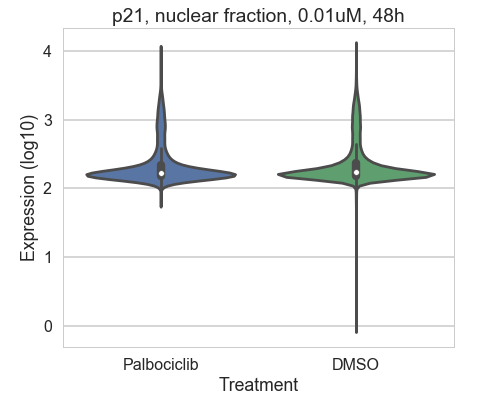 p21, nuclear fraction, 0.01uM, 48h
Expression (log10)
4
3
2
1
0
Palbociclib DMSO
Treatment